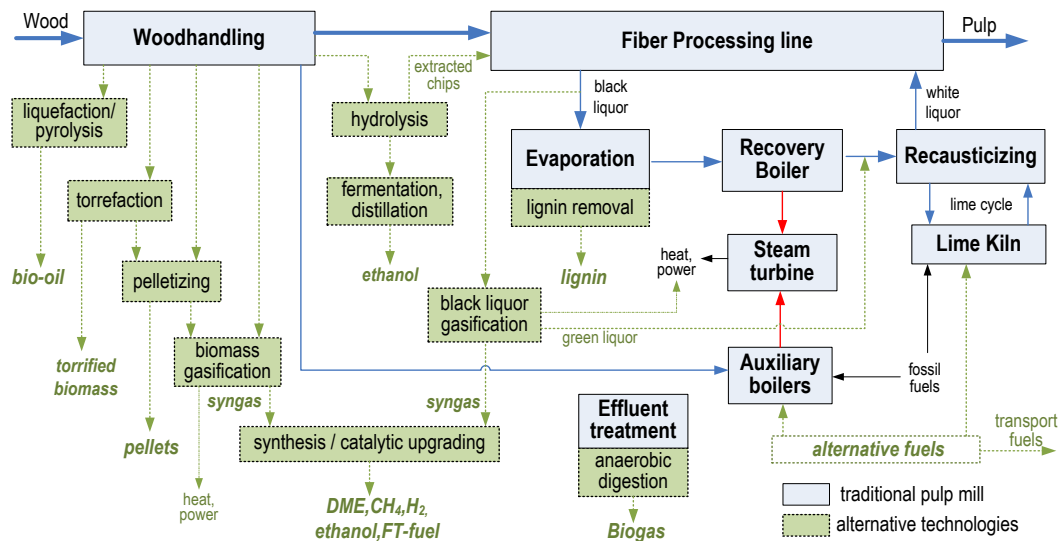 Wood
Woodhandling
Fiber Processing line
Pulp
extracted
chips
black
liquor
white
liquor
liquefaction/
pyrolysis
hydrolysis
Evaporation
Recovery
Boiler
Recausticizing
torrefaction
fermentation,
distillation
lignin removal
lime cycle
bio-oil
pelletizing
ethanol
lignin
heat,
power
Steam
turbine
Lime Kiln
black liquor
gasification
green liquor
torrified
biomass
biomass
gasification
Auxiliary
boilers
fossil
fuels
syngas
syngas
pellets
synthesis / catalytic upgrading
Effluent
treatment
anaerobic
digestion
alternative fuels
transport
fuels
heat,
power
DME,CH4,H2,
ethanol,FT-fuel
Biogas
traditional pulp mill
alternative technologies